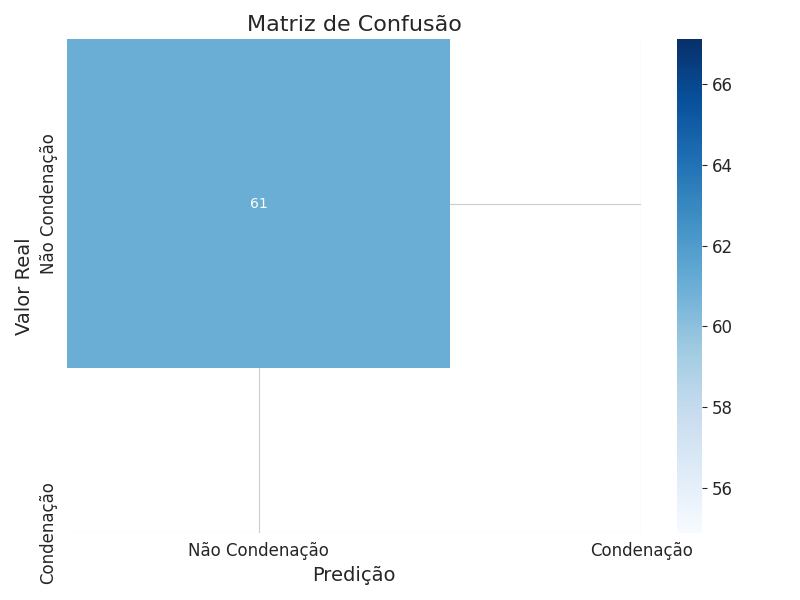 Matriz de Confusão
Valor Real
Não Condenação
Condenação
61
Não Condenação
Condenação
Predição
66
64
62
60
58
56